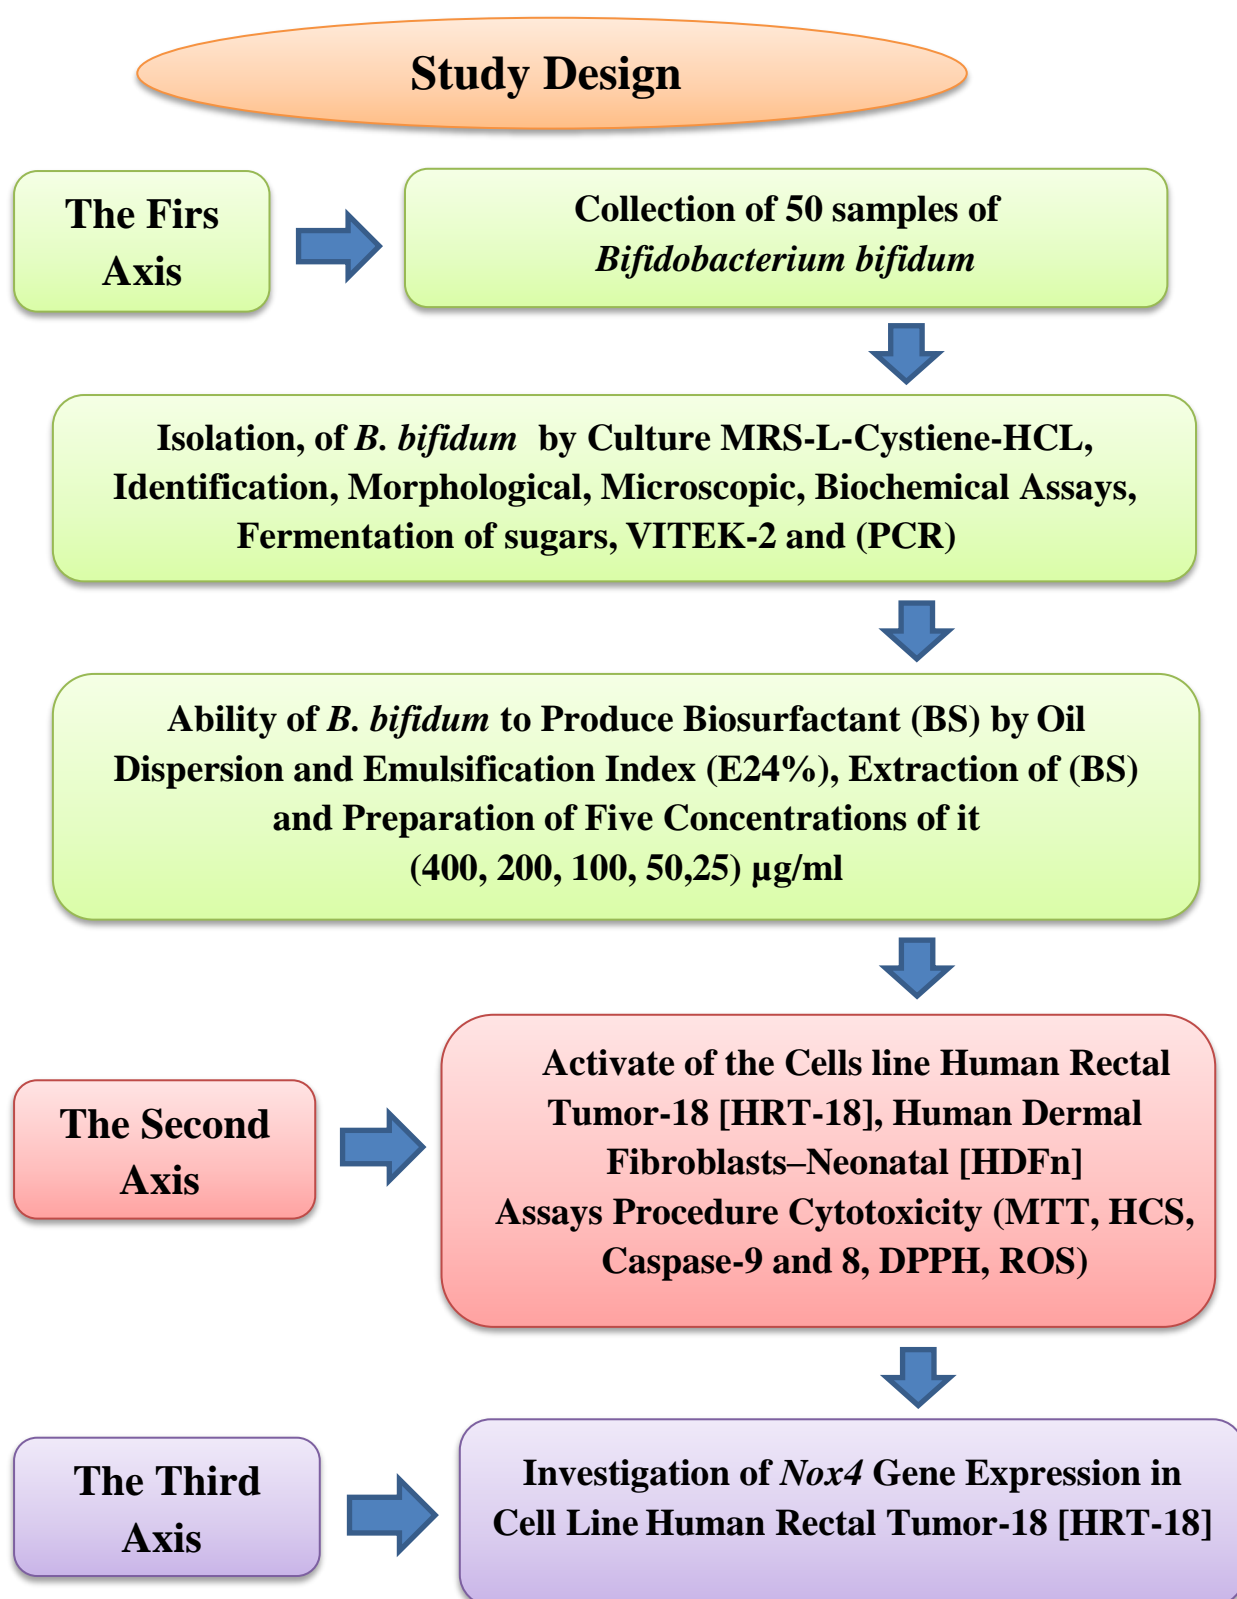 Study Design
The Firs
Axis
Collection of 50 samples of
Bifidobacterium bifidum
Isolation, of B. bifidum by Culture MRS-L-Cystiene-HCL,
Identification, Morphological, Microscopic, Biochemical Assays,
Fermentation of sugars, VITEK-2 and (PCR)
Ability of B. bifidum to Produce Biosurfactant (BS) by Oil
Dispersion and Emulsification Index (E24%), Extraction of (BS)
and Preparation of Five Concentrations of it
(400, 200, 100, 50,25) µg/ml
The Second
Axis
Activate of the Cells line Human Rectal
Tumor-18 [HRT-18], Human Dermal
Fibroblasts–Neonatal [HDFn]
Assays Procedure Cytotoxicity (MTT, HCS,
Caspase-9 and 8, DPPH, ROS)
The Third
Axis
Investigation of Nox4 Gene Expression in
Cell Line Human Rectal Tumor-18 [HRT-18]